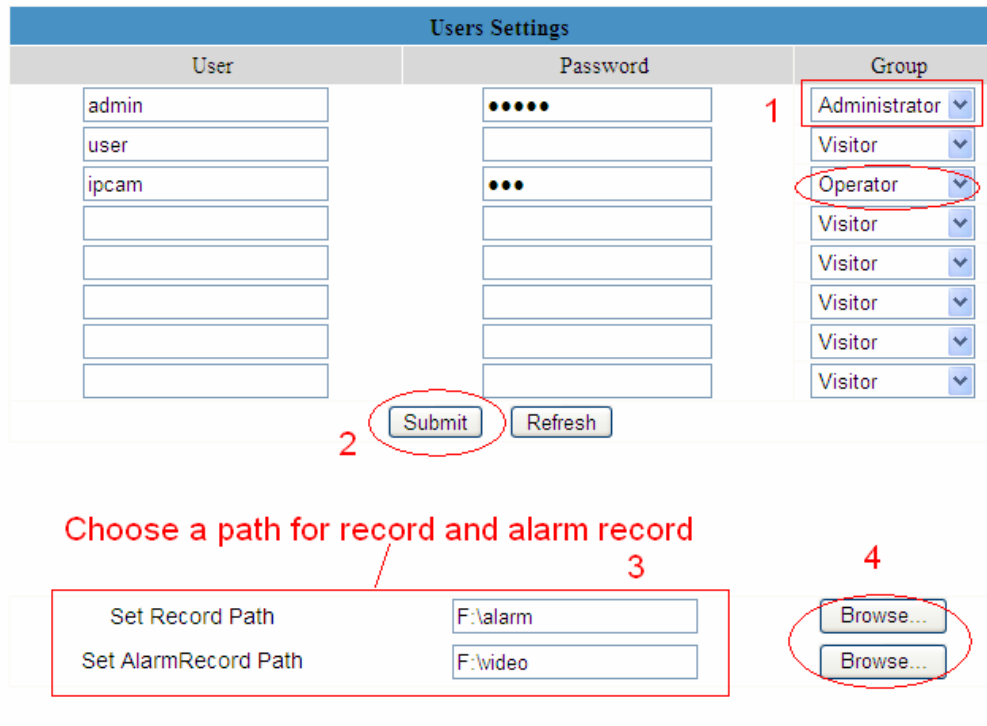 Users Settings
User Password Group
admin ••••• 1 Administrator
user Visitor
ipcam ••• Operator
Visitor
Visitor
Visitor
Visitor
Visitor
2 Submit Refresh
Choose a path for record and alarm record
3 4
Set Record Path F:\alarm Browse...
Set AlarmRecord Path F:\video Browse...